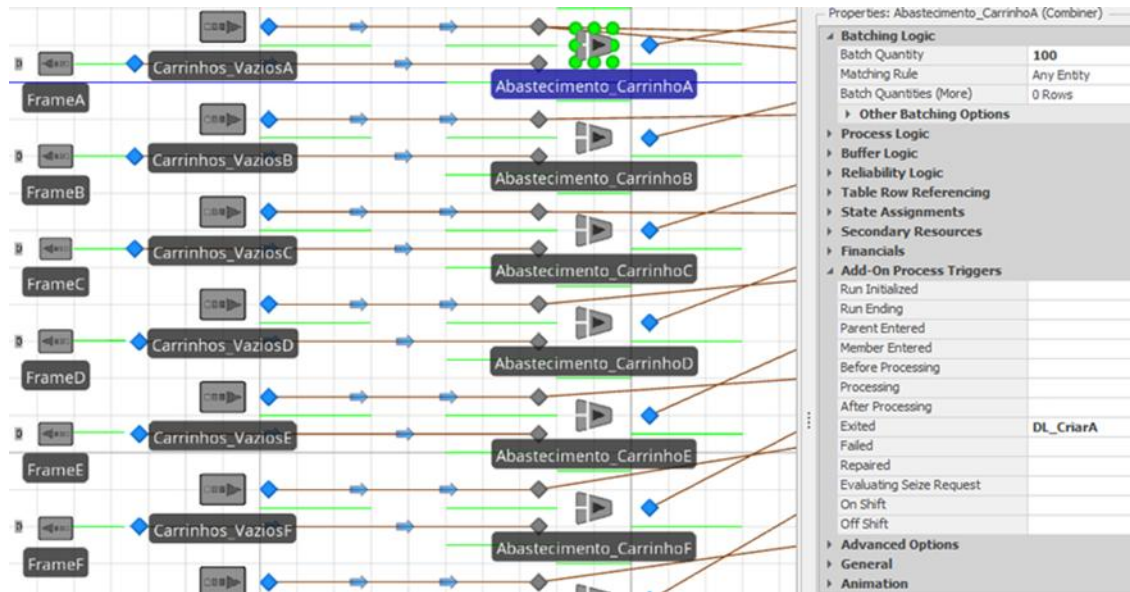 Carrinhos_VaziosA
FrameA
Abastecimento_CarrinhoA
Carrinhos_VaziosB
FrameB
Abastecimento_CarrinhoB
Carrinhos_VaziosC
FrameC
Abastecimento_CarrinhoC
Carrinhos_VaziosD
FrameD
Abastecimento_CarrinhoD
Carrinhos_VaziosE
FrameE
Abastecimento_CarrinhoE
Carrinhos_VaziosF
FrameF
Abastecimento_CarrinhoF
Properties: Abastecimento_CarrinhoA (Combiner)
Batching Logic
Batch Quantity 100
Matching Rule Any Entity
Batch Quantities (More) 0 Rows
Other Batching Options
Process Logic
Buffer Logic
Reliability Logic
Table Row Referencing
State Assignments
Secondary Resources
Financials
Add-On Process Triggers
Run Initialized
Run Ending
Parent Entered
Member Entered
Before Processing
Processing
After Processing
Exited DL_CriarA
Failed
Repaired
Evaluating Seize Request
On Shift
Off Shift
Advanced Options
General
Animation